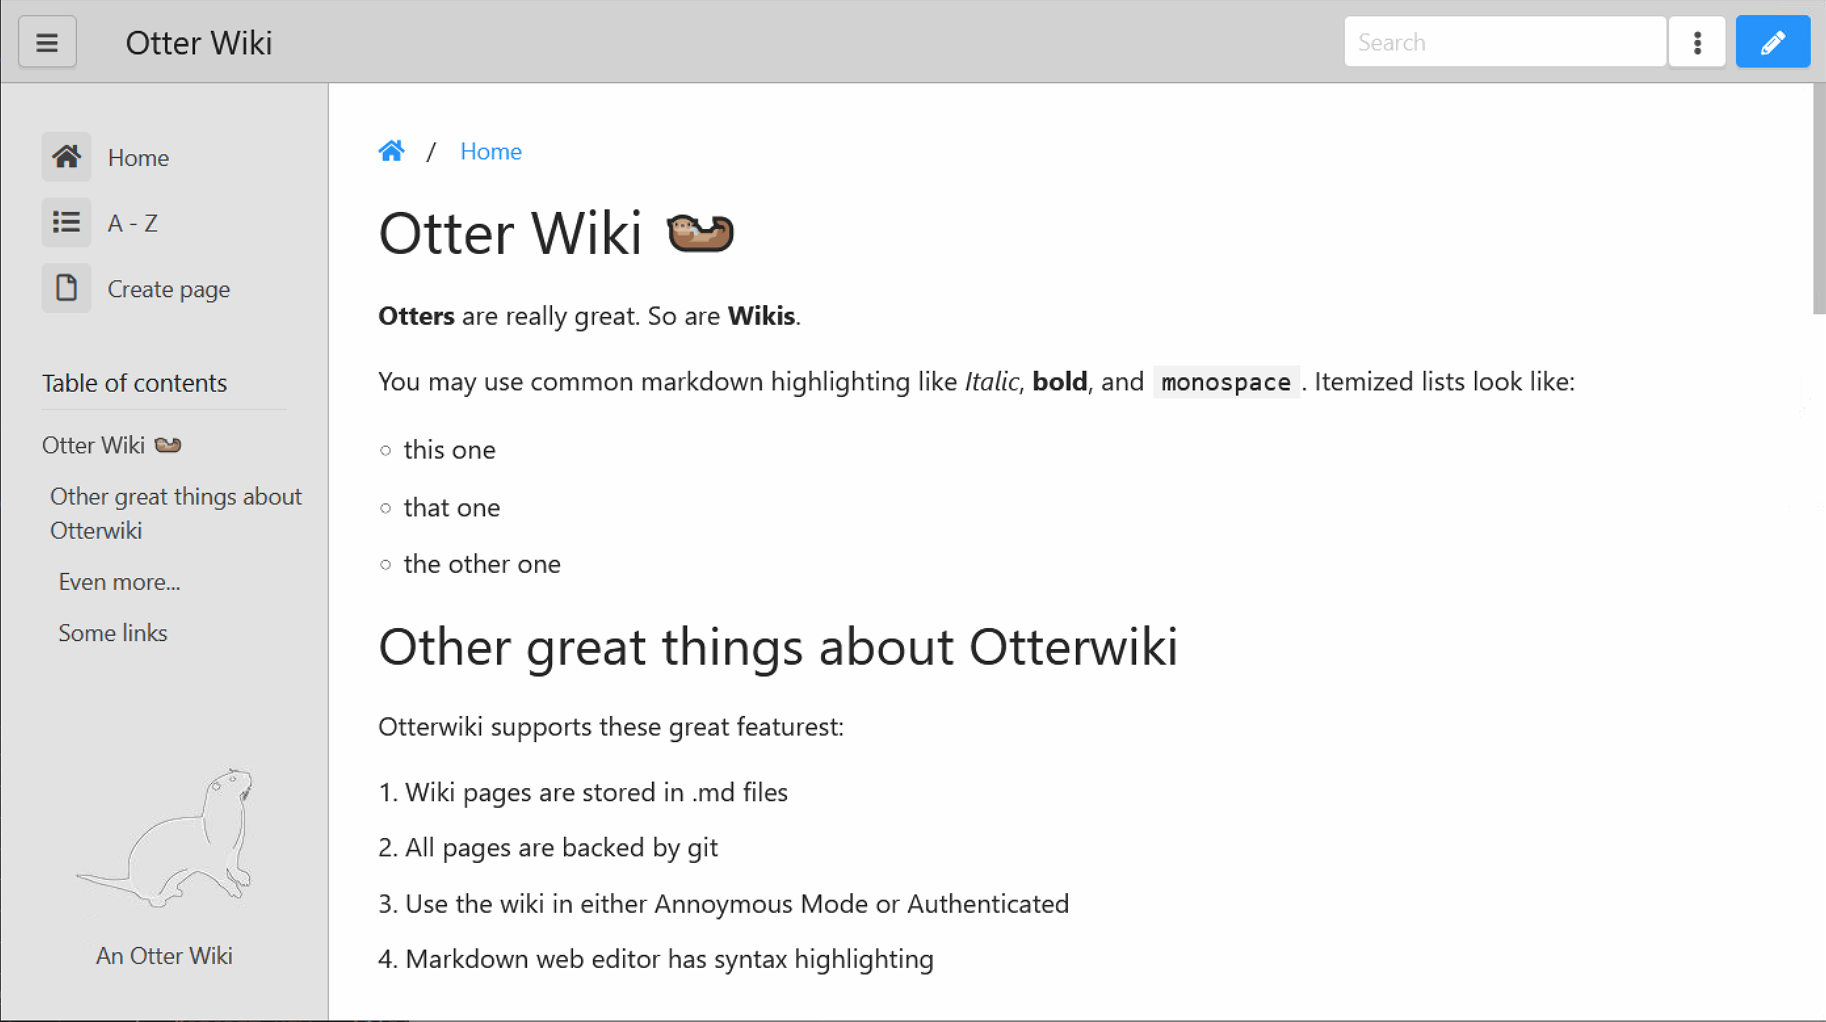 Otter Wiki
Search
Home
A - Z
Create page
Table of contents
Otter Wiki 🦦
Other great things about
Otterwiki
Even more...
Some links
An Otter Wiki
/ Home
Otter Wiki 🦦
Otters are really great. So are Wikis.
You may use common markdown highlighting like Italic, bold, and monospace. Itemized lists look like:
this one
that one
the other one
Other great things about Otterwiki
Otterwiki supports these great featurest:
1. Wiki pages are stored in .md files
2. All pages are backed by git
3. Use the wiki in either Annoymous Mode or Authenticated
4. Markdown web editor has syntax highlighting